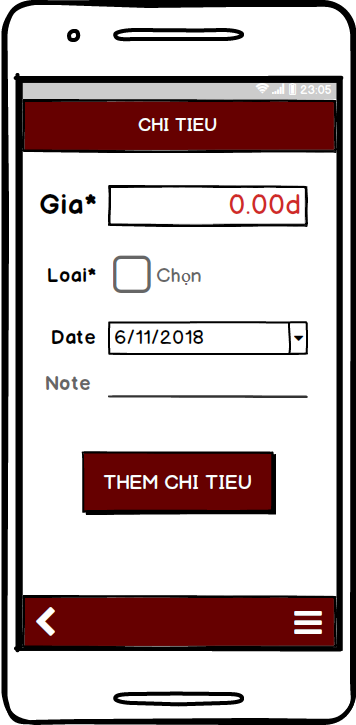 23:05
CHI TIEU
Gia* 0.00d
Loai* Chọn
Date 6/11/2018
Note
THEM CHI TIEU